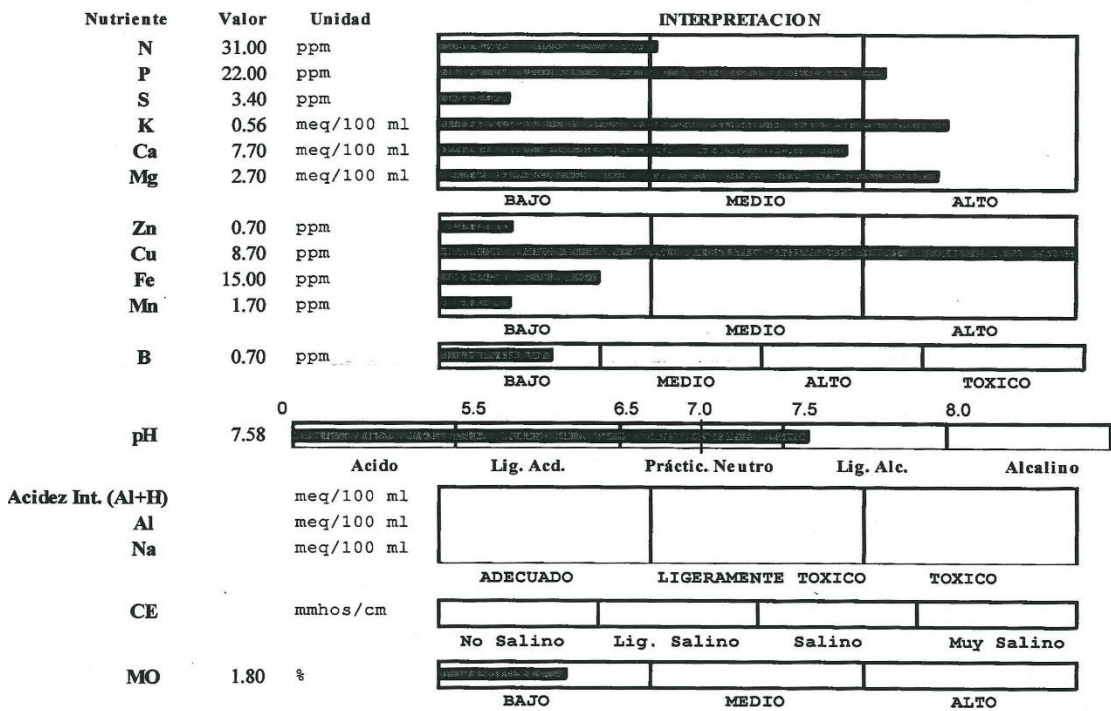 Nutriente Valor Unidad INTERPRETACION
N 31.00 ppm
P 22.00 ppm
S 3.40 ppm
K 0.56 meq/100 ml
Ca 7.70 meq/100 ml
Mg 2.70 meq/100 ml
BAJO MEDIO ALTO
Zn 0.70 ppm
Cu 8.70 ppm
Fe 15.00 ppm
Mn 1.70 ppm
BAJO MEDIO ALTO
B 0.70 ppm
BAJO MEDIO ALTO TOXICO
0 5.5 6.5 7.0 7.5 8.0
pH 7.58
Acido Lig. Acd. Práctic. Neutro Lig. Alc. Alcalino
Acidez Int. (Al+H) meq/100 ml
Al meq/100 ml
Na meq/100 ml
ADECUADO LIGERAMENTE TOXICO TOXICO
CE mmhos/cm
No Salino Lig. Salino Salino Muy Salino
MO 1.80 %
BAJO MEDIO ALTO